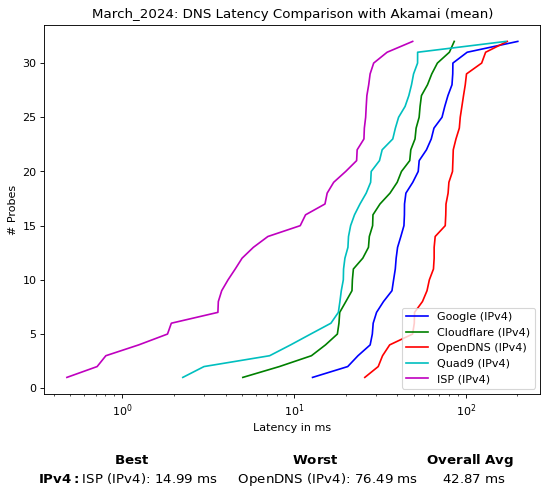 March_2024: DNS Latency Comparison with Akamai (mean)
# Probes
30
25
20
15
10
5
0
Google (IPv4)
Cloudflare (IPv4)
OpenDNS (IPv4)
Quad9 (IPv4)
ISP (IPv4)
10⁰ 10¹ 10²
Latency in ms
Best Worst Overall Avg
IPv4: ISP (IPv4): 14.99 ms OpenDNS (IPv4): 76.49 ms 42.87 ms